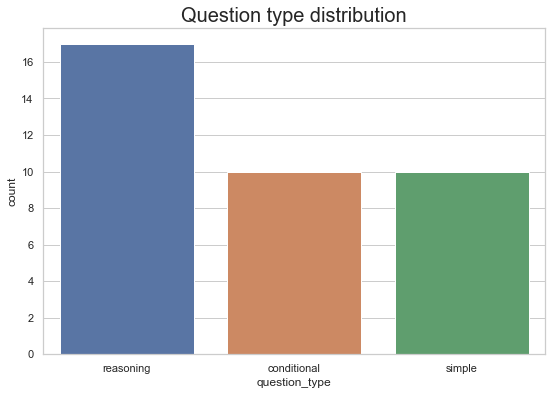 Question type distribution
16
14
12
10
8
6
4
2
0
count
reasoning
conditional
simple
question_type